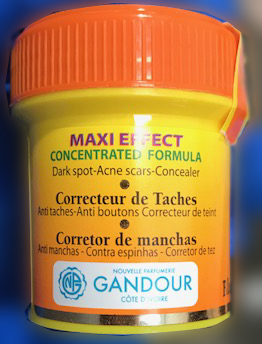 MAXI EFFECT
CONCENTRATED FORMULA
Dark spot-Acne scars-Concealer
Correcteur de Taches
Anti taches-Anti boutons Correcteur de teint
Corretor de manchas
Anti manchas - Contra espinhas - Corretor de tez
NOUVELLE PARFUMERIE
GANDOUR
CÔTE D'IVOIRE